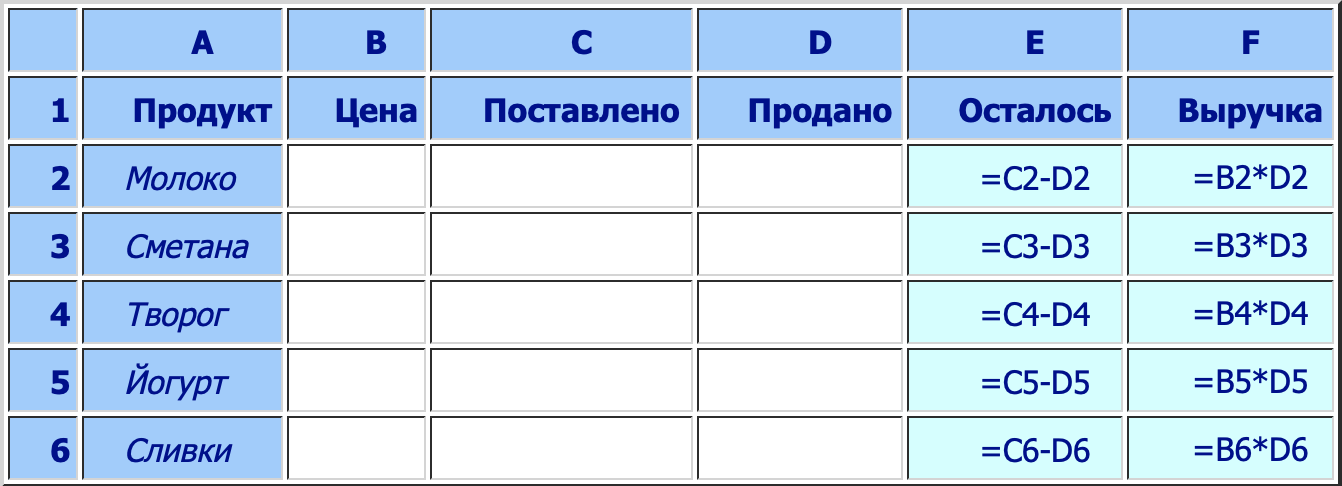 A B C D E F
1 Продукт Цена Поставлено Продано Осталось Выручка
2 Молоко =C2-D2 =B2*D2
3 Сметана =C3-D3 =B3*D3
4 Творог =C4-D4 =B4*D4
5 Йогурт =C5-D5 =B5*D5
6 Сливки =C6-D6 =B6*D6